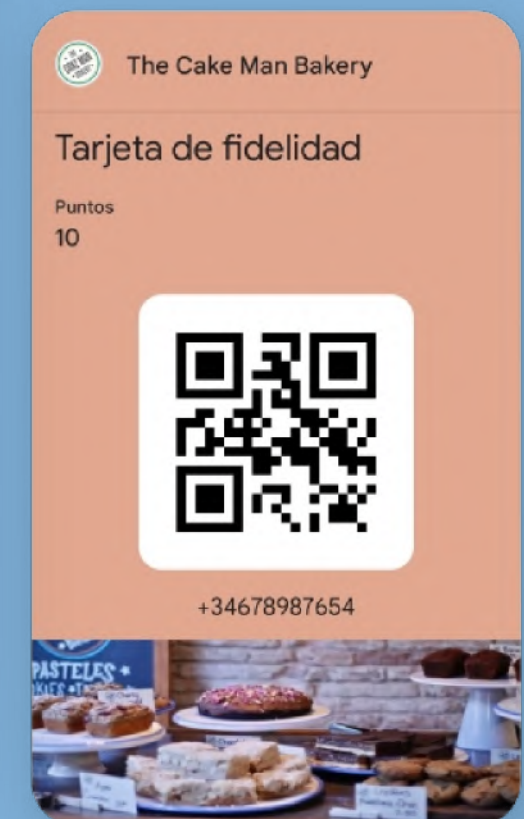 The Cake Man Bakery
Tarjeta de fidelidad
Puntos
10
+34678987654
PASTELES